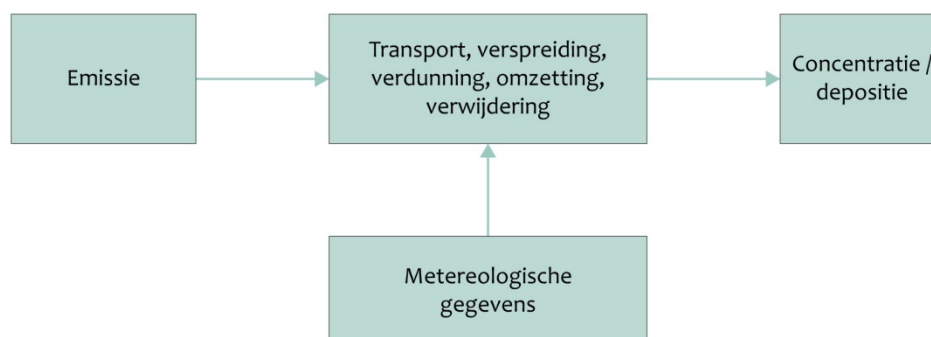 Emissie
Transport, verspreiding,
verdunning, omzetting,
verwijdering
Concentratie /
depositie
Metereologische
gegevens